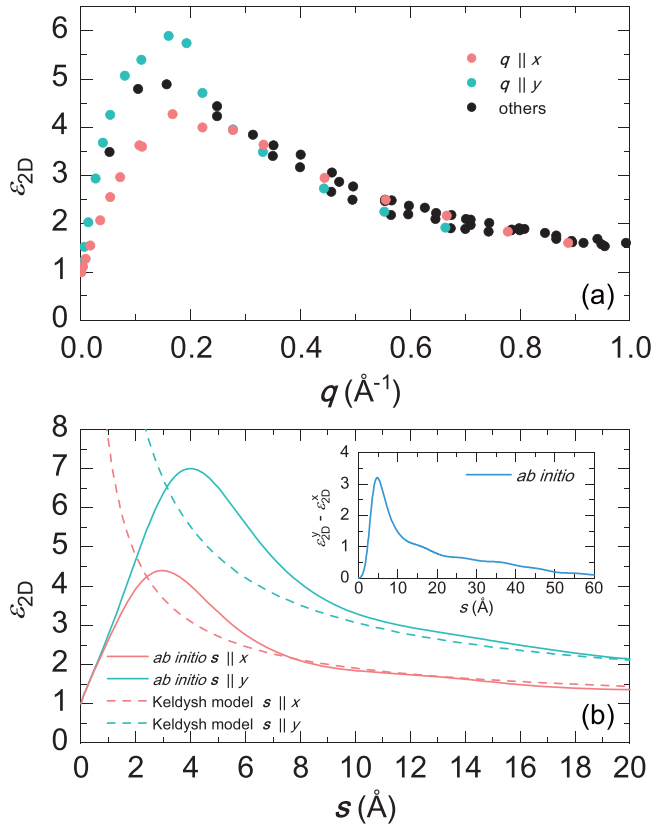 6
5
4
3
2
1
0
ε2D
q ∥ x
q ∥ y
others
(a)
0.0 0.2 0.4 0.6 0.8 1.0
q (Å-1)
8
7
6
5
4
3
2
1
0
ε2D
4
3
2
1
0
εy2D - εx2D
ab initio
0 10 20 30 40 50 60
s (Å)
ab initio s ∥ x
ab initio s ∥ y
Keldysh model s ∥ x
Keldysh model s ∥ y
(b)
0 2 4 6 8 10 12 14 16 18 20
s (Å)